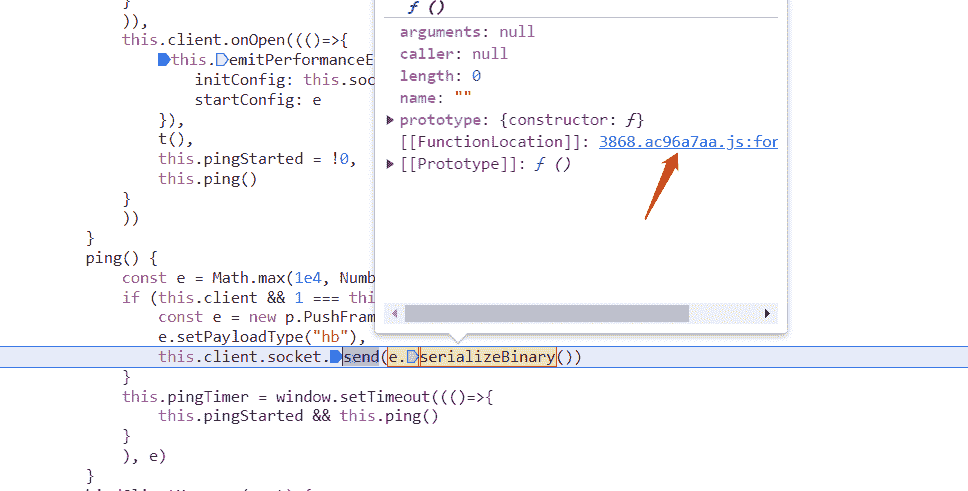 }
)),
this.client.onOpen((()=>{
this.emitPerformanceE
initConfig: this.soc
startConfig: e
}),
t(),
this.pingStarted = !0,
this.ping()
}
))
}
ping() {
const e = Math.max(1e4, Numb
if (this.client && 1 === thi
const e = new p.PushFram
e.setPayloadType("hb"),
this.client.socket.send(e.serializeBinary())
}
this.pingTimer = window.setTimeout((()=>{
this.pingStarted && this.ping()
}
), e)
}
ƒ ()
arguments: null
caller: null
length: 0
name: ""
prototype: {constructor: ƒ}
[[FunctionLocation]]: 3868.ac96a7aa.js:for
[[Prototype]]: ƒ ()